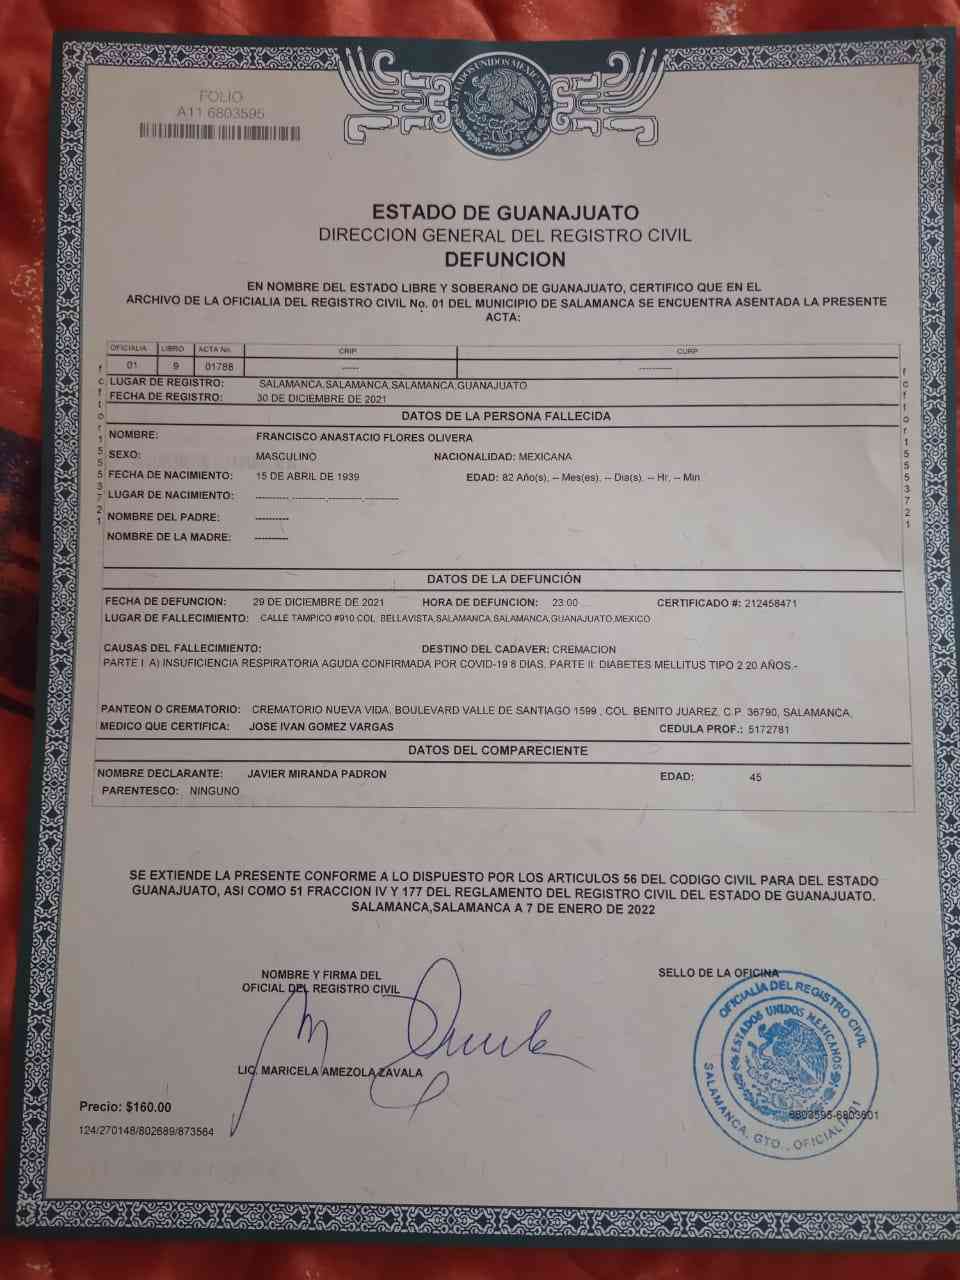 ESTADOS UNIDOS MEXICANOS
FOLIO
A11 6803595
ESTADO DE GUANAJUATO
DIRECCION GENERAL DEL REGISTRO CIVIL
DEFUNCION
EN NOMBRE DEL ESTADO LIBRE Y SOBERANO DE GUANAJUATO, CERTIFICO QUE EN EL
ARCHIVO DE LA OFICIALIA DEL REGISTRO CIVIL No. 01 DEL MUNICIPIO DE SALAMANCA SE ENCUENTRA ASENTADA LA PRESENTE
ACTA:
OFICIALIA LIBRO ACTA No. CRIP CURP
01 9 01788 ----- ----------
LUGAR DE REGISTRO: SALAMANCA,SALAMANCA,SALAMANCA,GUANAJUATO
FECHA DE REGISTRO: 30 DE DICIEMBRE DE 2021
DATOS DE LA PERSONA FALLECIDA
NOMBRE: FRANCISCO ANASTACIO FLORES OLIVERA
SEXO: MASCULINO NACIONALIDAD: MEXICANA
FECHA DE NACIMIENTO: 15 DE ABRIL DE 1939 EDAD: 82 Año(s), -- Mes(es), -- Dia(s), -- Hr, -- Min
LUGAR DE NACIMIENTO: ----------, ----------, ----------, ----------
NOMBRE DEL PADRE: ----------
NOMBRE DE LA MADRE: ----------
DATOS DE LA DEFUNCIÓN
FECHA DE DEFUNCION: 29 DE DICIEMBRE DE 2021 HORA DE DEFUNCION: 23:00 CERTIFICADO #: 212458471
LUGAR DE FALLECIMIENTO: CALLE TAMPICO #910 COL. BELLAVISTA,SALAMANCA,SALAMANCA,GUANAJUATO,MEXICO
CAUSAS DEL FALLECIMIENTO: DESTINO DEL CADAVER: CREMACION
PARTE I. A) INSUFICIENCIA RESPIRATORIA AGUDA CONFIRMADA POR COVID-19 8 DIAS. PARTE II: DIABETES MELLITUS TIPO 2 20 AÑOS.-
PANTEON O CREMATORIO: CREMATORIO NUEVA VIDA, BOULEVARD VALLE DE SANTIAGO 1599 , COL. BENITO JUAREZ, C.P. 36790, SALAMANCA,
MEDICO QUE CERTIFICA: JOSE IVAN GOMEZ VARGAS CEDULA PROF.: 5172781
DATOS DEL COMPARECIENTE
NOMBRE DECLARANTE: JAVIER MIRANDA PADRON EDAD: 45
PARENTESCO: NINGUNO
SE EXTIENDE LA PRESENTE CONFORME A LO DISPUESTO POR LOS ARTICULOS 56 DEL CODIGO CIVIL PARA DEL ESTADO
GUANAJUATO, ASI COMO 51 FRACCION IV Y 177 DEL REGLAMENTO DEL REGISTRO CIVIL DEL ESTADO DE GUANAJUATO.
SALAMANCA,SALAMANCA A 7 DE ENERO DE 2022
NOMBRE Y FIRMA DEL
OFICIAL DEL REGISTRO CIVIL
SELLO DE LA OFICINA
OFICIALIA DEL REGISTRO CIVIL
ESTADOS UNIDOS MEXICANOS
SALAMANCA, GTO., OFICIALIA 01
LIC. MARICELA AMEZOLA ZAVALA
Precio: $160.00
6803595-6803601
124/270148/802689/873564